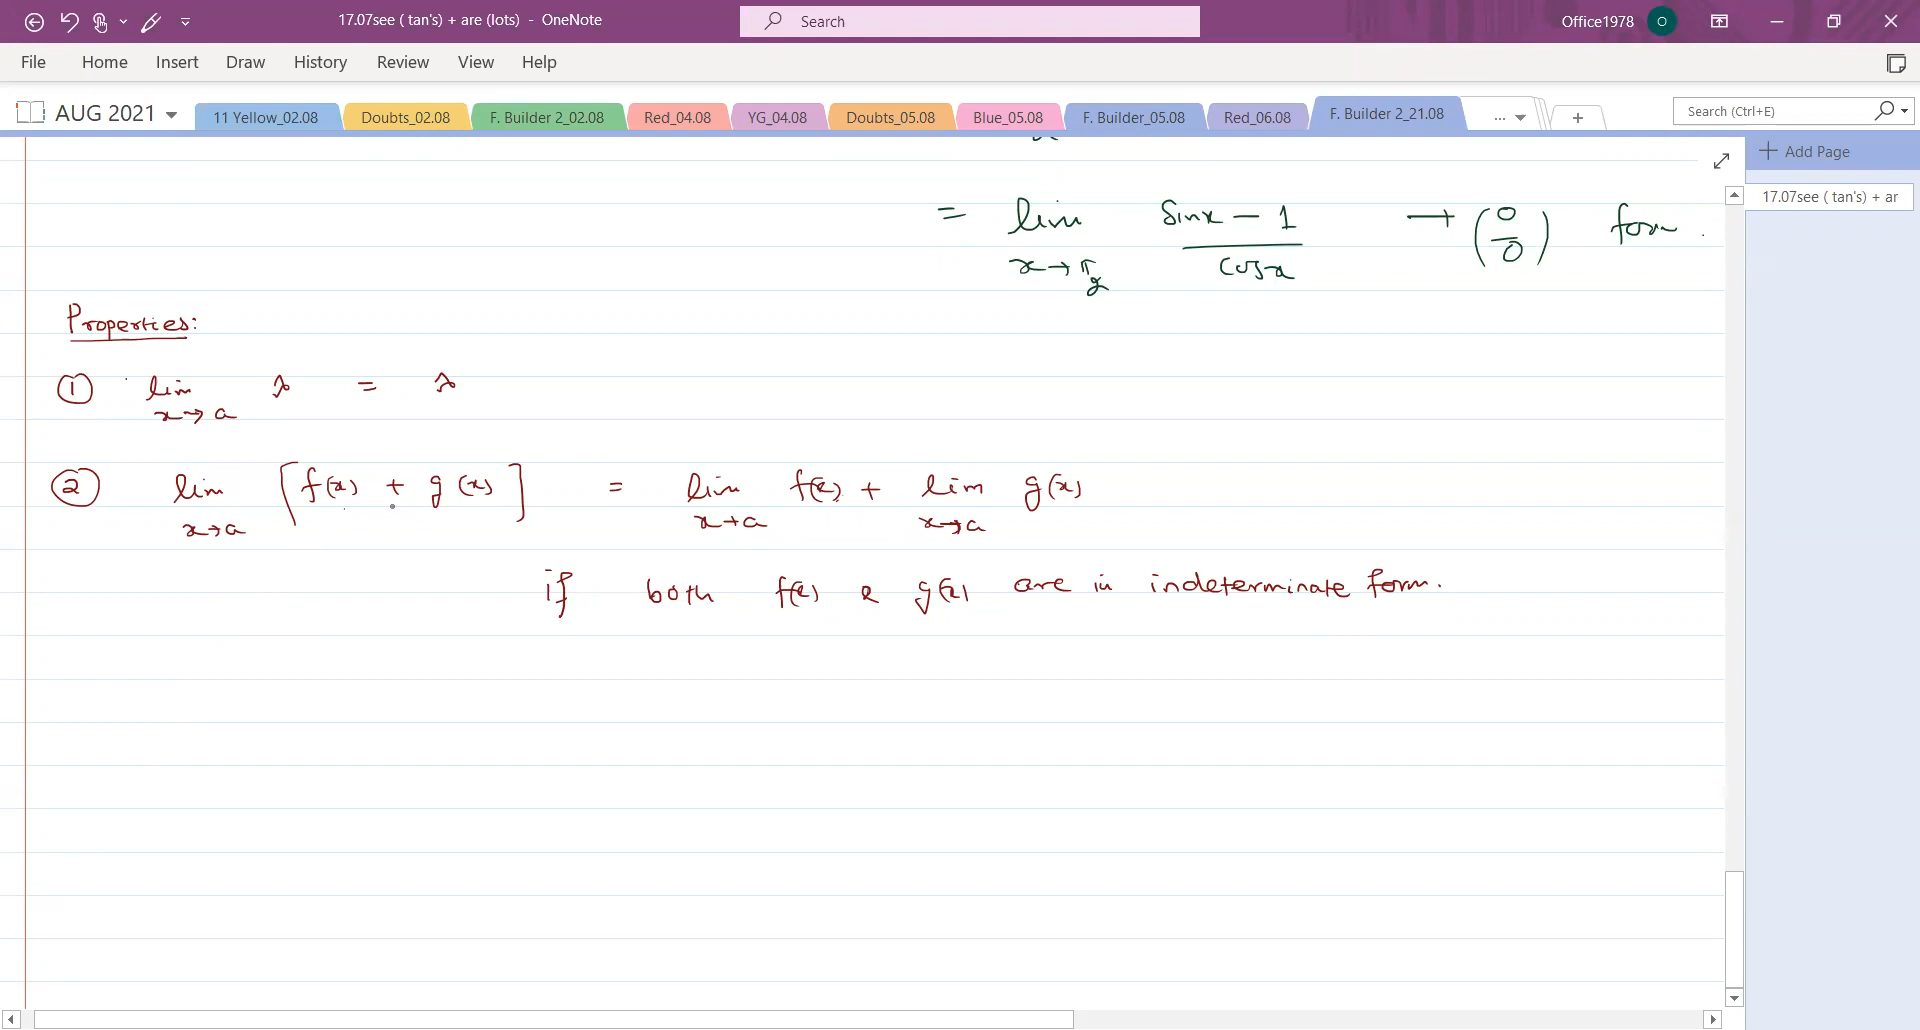 17.07see ( tan's) + are (lots) - OneNote
Search
Office1978
O
File Home Insert Draw History Review View Help
AUG 2021
11 Yellow_02.08 Doubts_02.08 F. Builder 2_02.08 Red_04.08 YG_04.08 Doubts_05.08 Blue_05.08 F. Builder_05.08 Red_06.08 F. Builder 2_21.08 ... +
Search (Ctrl+E)
+ Add Page
17.07see ( tan's) + ar
= lim x→π/2 (sinx - 1)/cosx → (0/0) form.
Properties:
① lim x→a λ = λ
② lim x→a [f(x) + g(x)] = lim x→a f(x) + lim x→a g(x)
if both f(x) & g(x) are in indeterminate form.